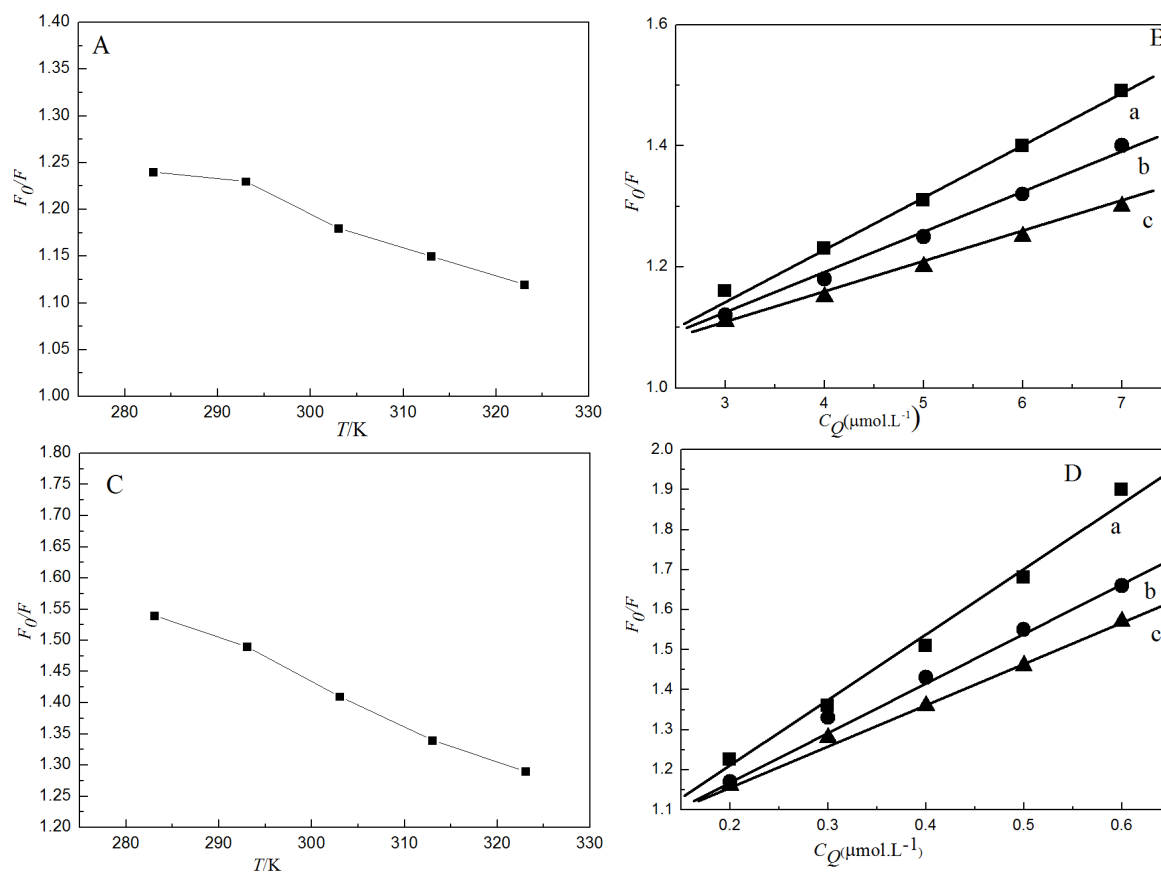 A
F0/F
1.40
1.35
1.30
1.25
1.20
1.15
1.10
1.05
1.00
280 290 300 310 320 330
T/K
B
F0/F
1.6
1.4
1.2
1.0
a
b
c
3 4 5 6 7
CQ(μmol.L-1)
C
F0/F
1.80
1.75
1.70
1.65
1.60
1.55
1.50
1.45
1.40
1.35
1.30
1.25
1.20
280 290 300 310 320 330
T/K
D
F0/F
2.0
1.9
1.8
1.7
1.6
1.5
1.4
1.3
1.2
1.1
a
b
c
0.2 0.3 0.4 0.5 0.6
CQ(μmol.L-1)